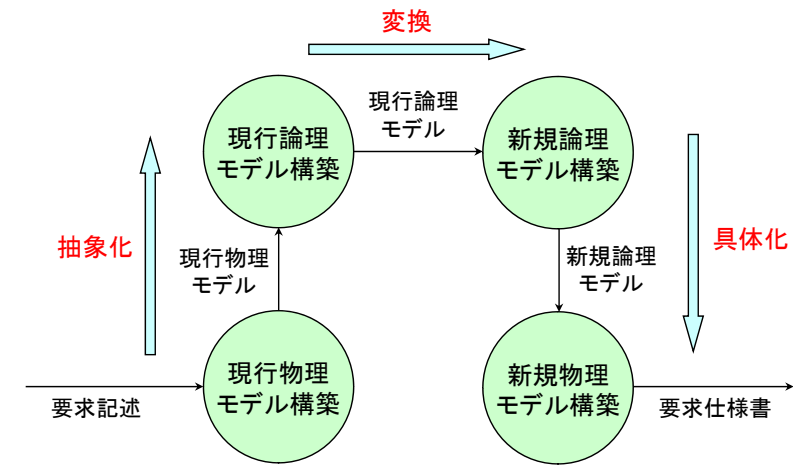 変換
現行論理
モデル
現行論理
モデル構築
新規論理
モデル構築
抽象化
現行物理
モデル
新規論理
モデル
具体化
現行物理
モデル構築
新規物理
モデル構築
要求記述
要求仕様書